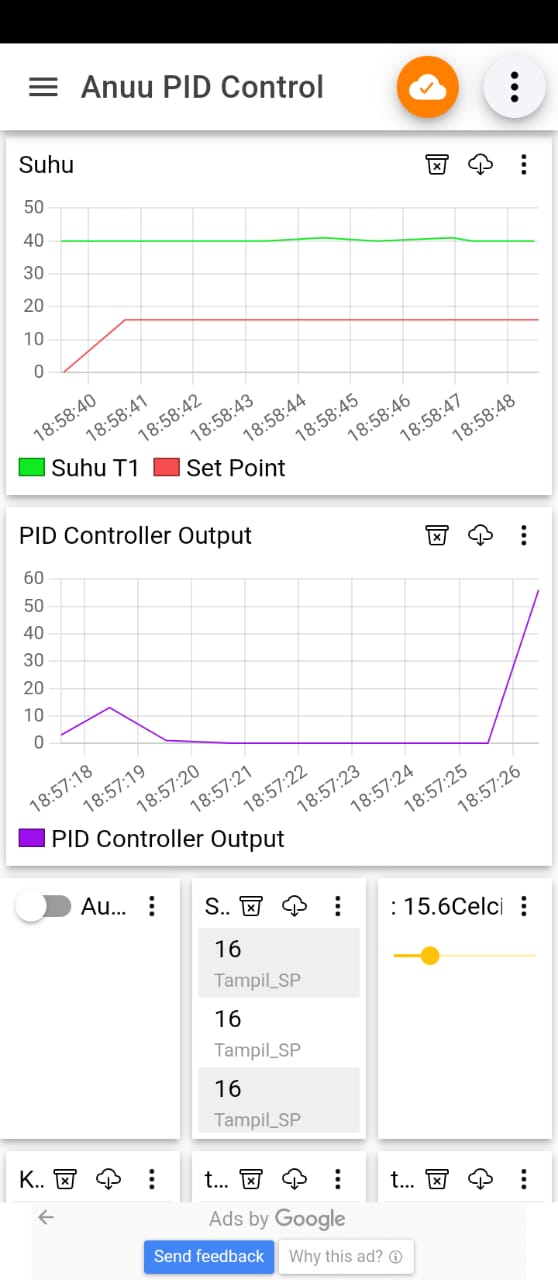 Anuu PID Control
Suhu
50
40
30
20
10
0
18:58:40 18:58:41 18:58:42 18:58:43 18:58:44 18:58:45 18:58:46 18:58:47 18:58:48
Suhu T1 Set Point
PID Controller Output
60
50
40
30
20
10
0
18:57:18 18:57:19 18:57:20 18:57:21 18:57:22 18:57:23 18:57:24 18:57:25 18:57:26
PID Controller Output
Au... S.. : 15.6Celci
16
Tampil_SP
16
Tampil_SP
16
Tampil_SP
K.. t... t...
Ads by Google
Send feedback Why this ad?